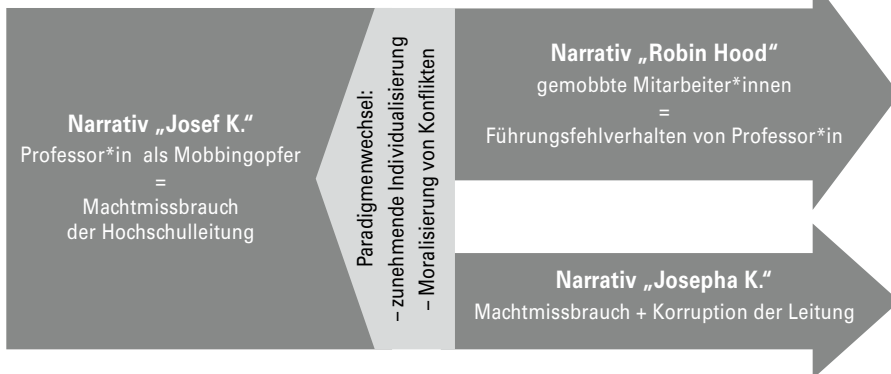 Narrativ „Josef K.“
Professor*in als Mobbingopfer
=
Machtmissbrauch
der Hochschulleitung
Paradigmenwechsel:
– zunehmende Individualisierung
– Moralisierung von Konflikten
Narrativ „Robin Hood“
gemobbte Mitarbeiter*innen
=
Führungsfehlverhalten von Professor*in
Narrativ „Josepha K.“
Machtmissbrauch + Korruption der Leitung